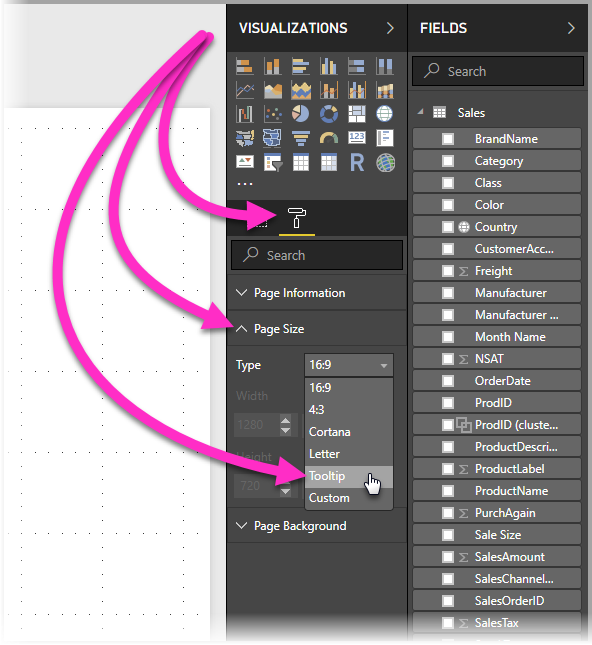 VISUALIZATIONS
123
R
Search
Page Information
Page Size
Type
16:9
16:9
4:3
Cortana
Letter
Tooltip
Custom
Width
1280
Height
720
Page Background
FIELDS
Search
Sales
BrandName
Category
Class
Color
Country
CustomerAcc...
Freight
Manufacturer
Manufacturer ...
Month Name
NSAT
OrderDate
ProdID
ProdID (cluste...
ProductDescri...
ProductLabel
ProductName
PurchAgain
Sale Size
SalesAmount
SalesChannel...
SalesOrderID
SalesTax